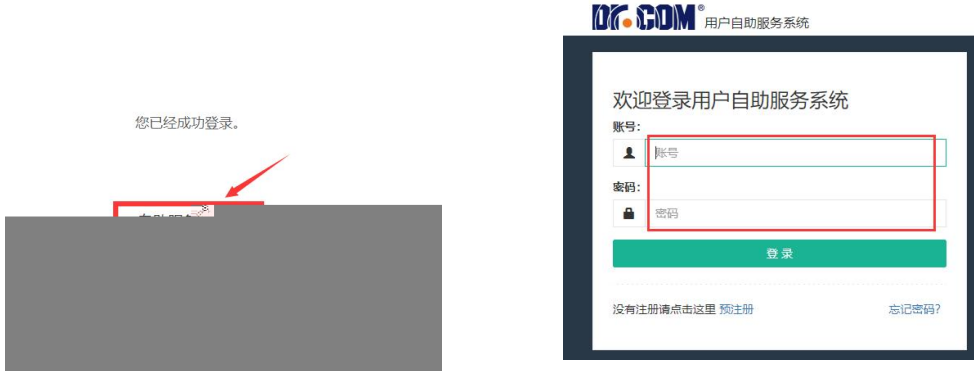 您已经成功登录。
Dr.COM® 用户自助服务系统
欢迎登录用户自助服务系统
账号：
账号
密码：
密码
登 录
没有注册请点击这里 预注册
忘记密码?